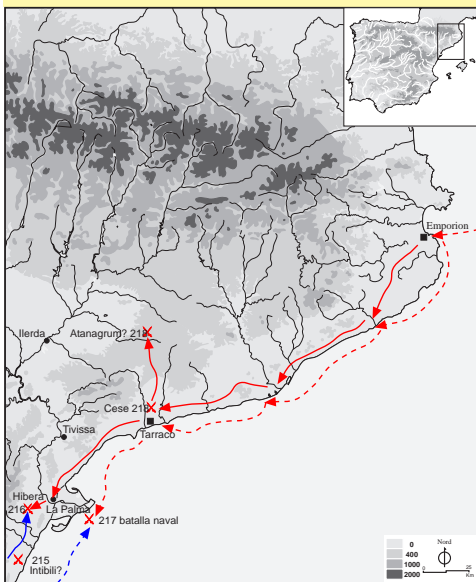 Emporion
Ilerda
Atanagrum? 218
Cese 218
Tarraco
Tivissa
Hibera
216
La Palma
217 batalla naval
215
Intibili?
0
400
1000
2000
Nord
0 25
Km